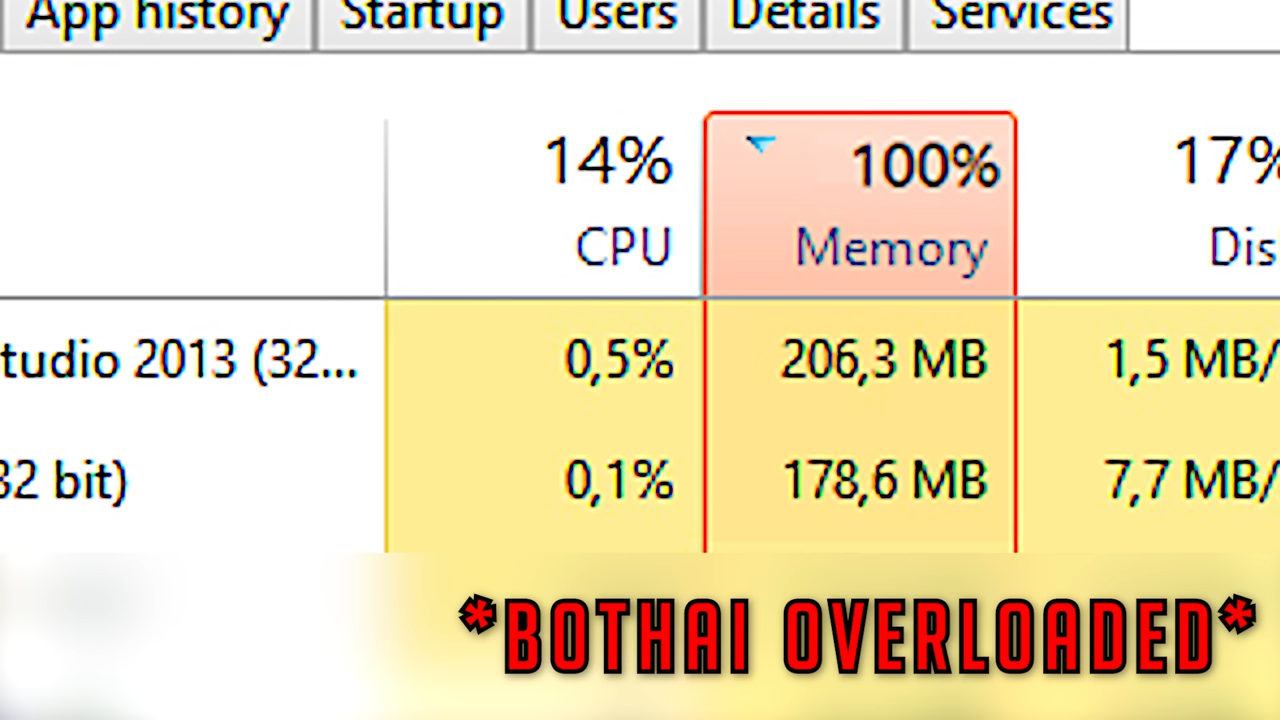 App history Startup Users Details Services
14% 100% 17%
CPU Memory Dis
tudio 2013 (32... 0,5% 206,3 MB 1,5 MB/
32 bit) 0,1% 178,6 MB 7,7 MB/
*BOTHAI OVERLOADED*